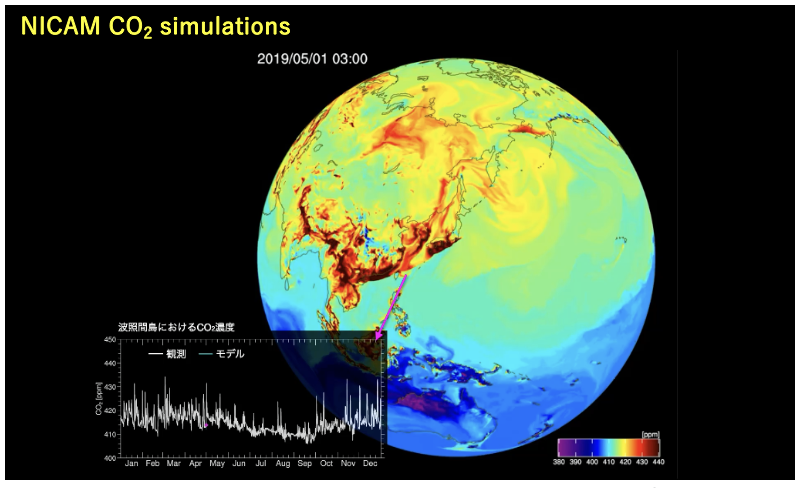 NICAM CO₂ simulations
2019/05/01 03:00
波照間島におけるCO₂濃度
450
440
430
420
410
400
CO₂ [ppm]
観測 モデル
Jan Feb Mar Apr May Jun Jul Aug Sep Oct Nov Dec
[ppm]
380 390 400 410 420 430 440